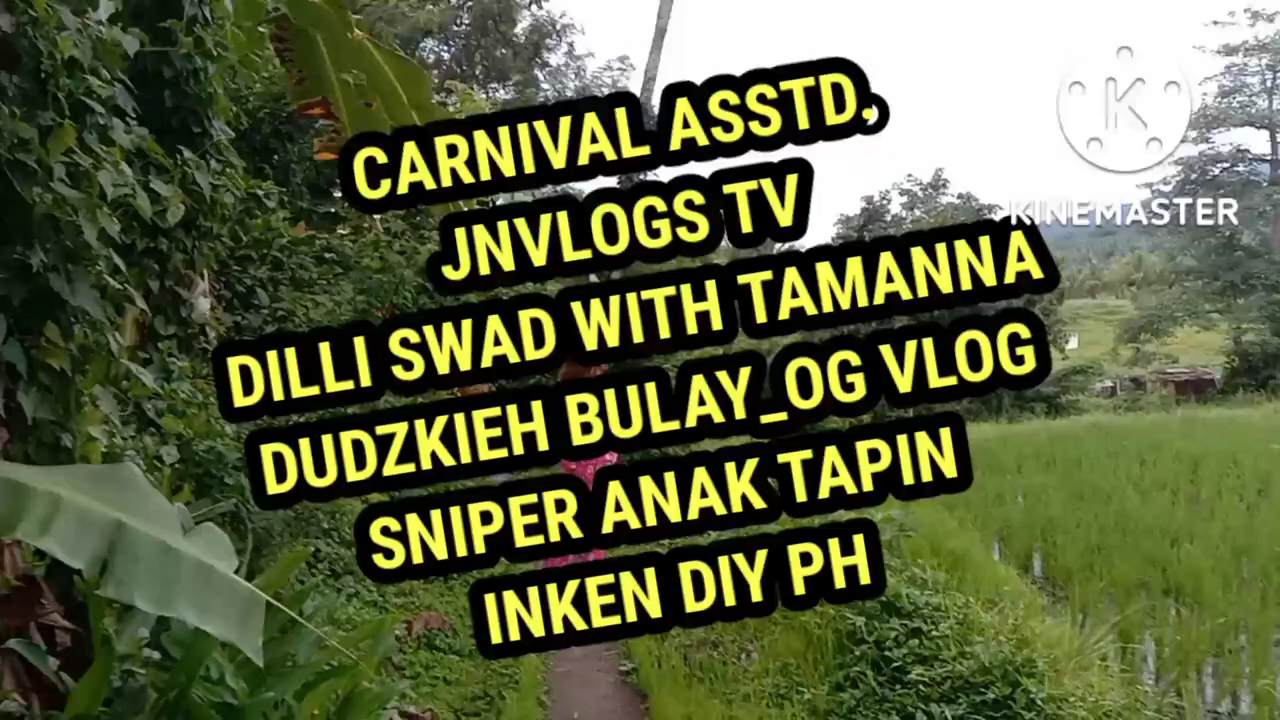 CARNIVAL ASSTD.
JNVLOGS TV
DILLI SWAD WITH TAMANNA
DUDZKIEH BULAY_OG VLOG
SNIPER ANAK TAPIN
INKEN DIY PH
K
KINEMASTER